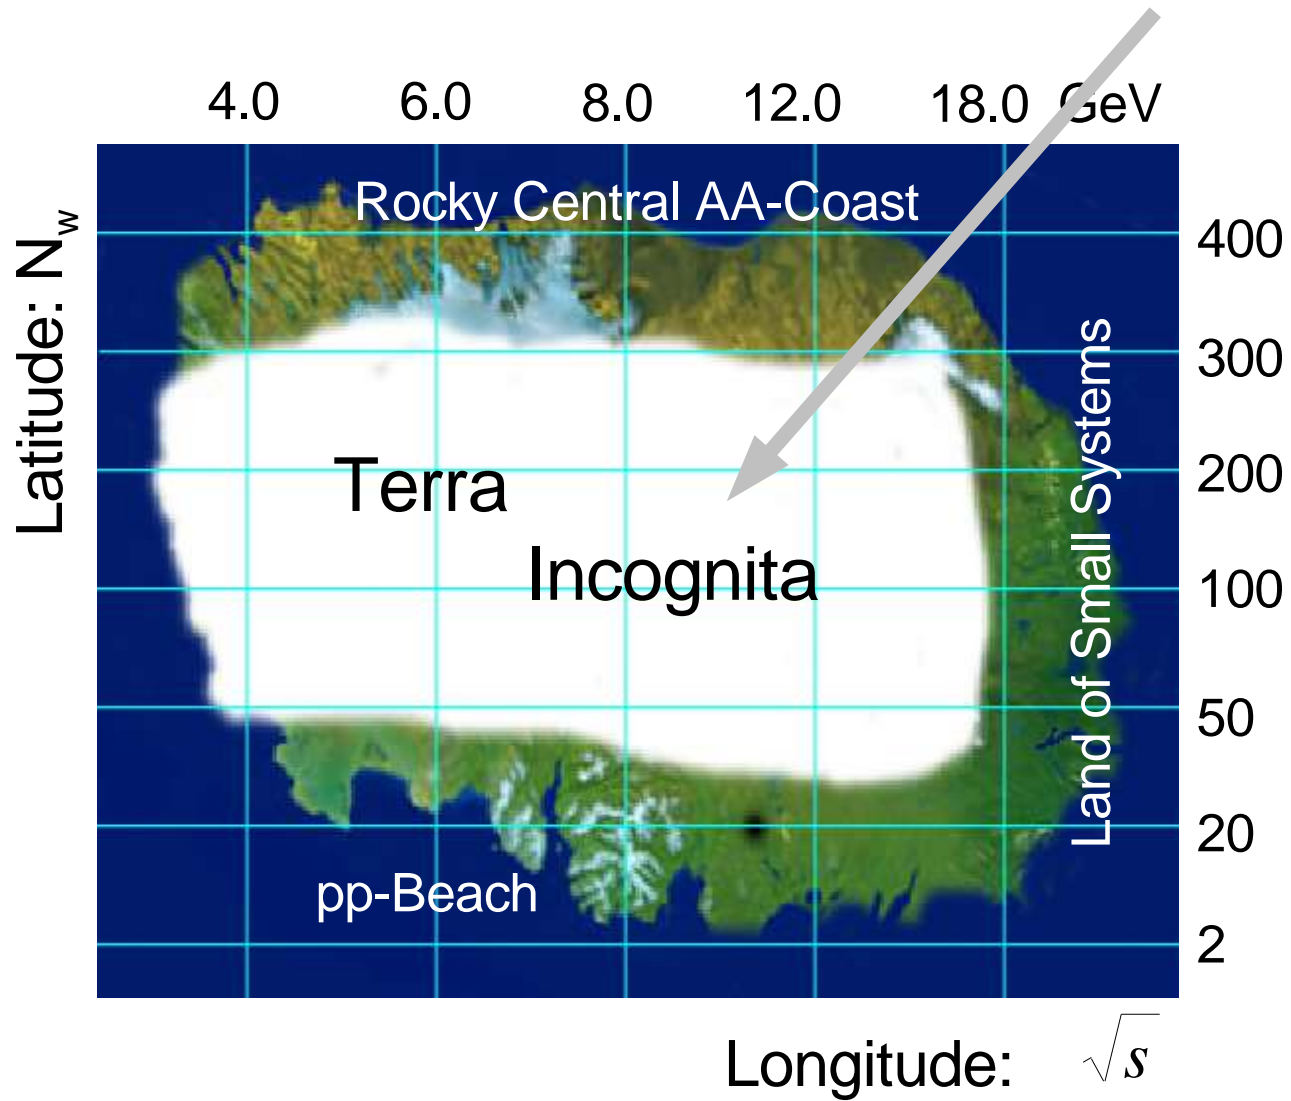 4.0 6.0 8.0 12.0 18.0 GeV
Rocky Central AA-Coast
Latitude: N_w
400
300
200
100
50
20
2
Land of Small Systems
Terra
Incognita
pp-Beach
Longitude: √s